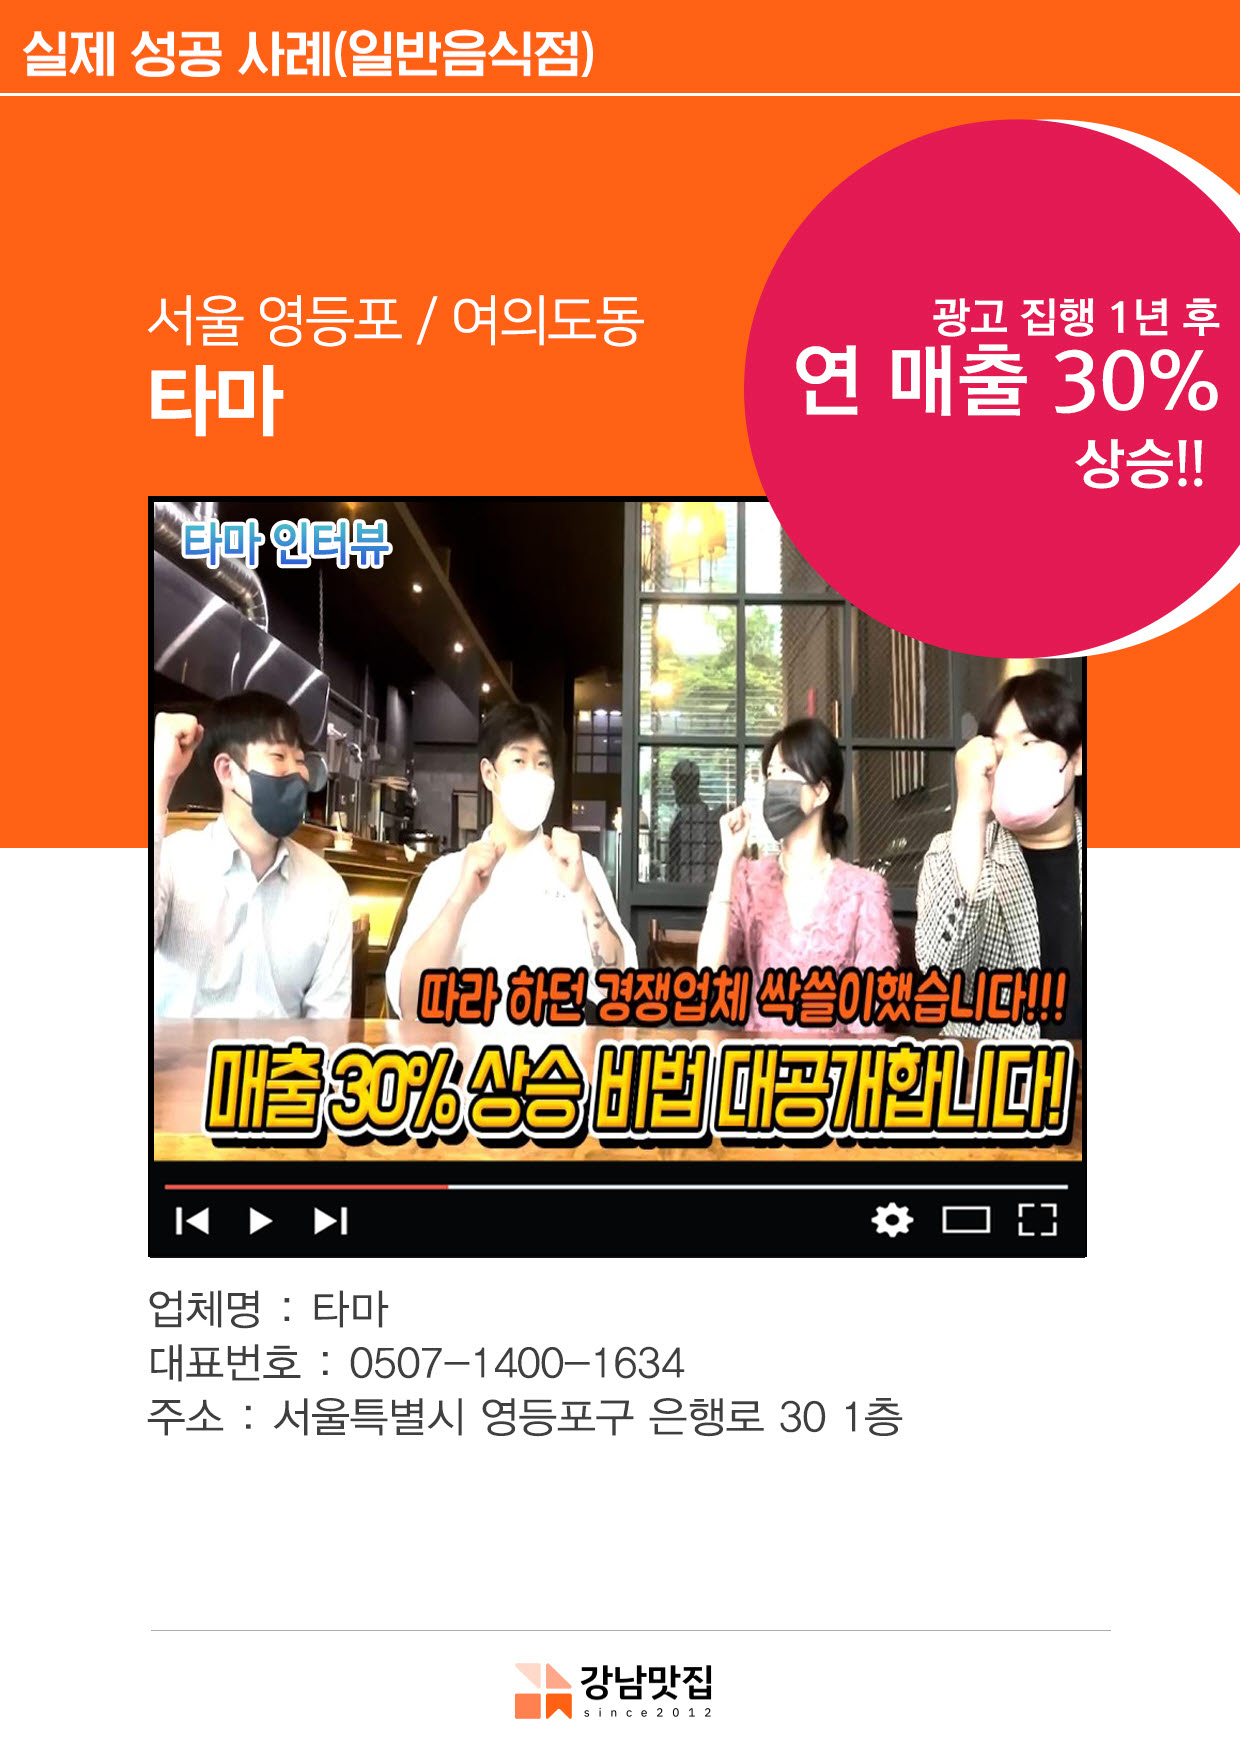 실제 성공 사례(일반음식점)
서울 영등포 / 여의도동
타마
광고 집행 1년 후
연 매출 30%
상승!!
타마 인터뷰
따라 하던 경쟁업체 싹쓸이했습니다!!!
매출 30% 상승 비법 대공개합니다!
업체명 : 타마
대표번호 : 0507-1400-1634
주소 : 서울특별시 영등포구 은행로 30 1층
강남맛집
since2012